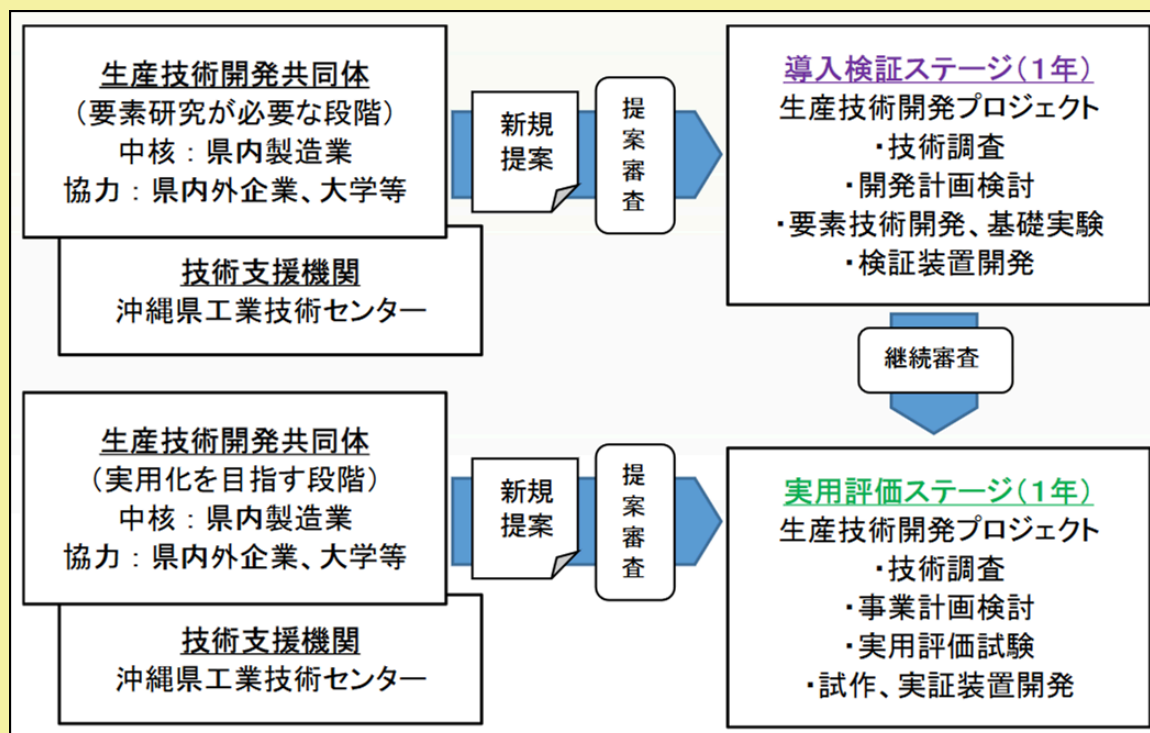 生産技術開発共同体
（要素研究が必要な段階）
中核：県内製造業
協力：県内外企業、大学等
技術支援機関
沖縄県工業技術センター
新規
提案
提案審査
導入検証ステージ（１年）
生産技術開発プロジェクト
・技術調査
・開発計画検討
・要素技術開発、基礎実験
・検証装置開発
継続審査
生産技術開発共同体
（実用化を目指す段階）
中核：県内製造業
協力：県内外企業、大学等
技術支援機関
沖縄県工業技術センター
新規
提案
提案審査
実用評価ステージ（１年）
生産技術開発プロジェクト
・技術調査
・事業計画検討
・実用評価試験
・試作、実証装置開発